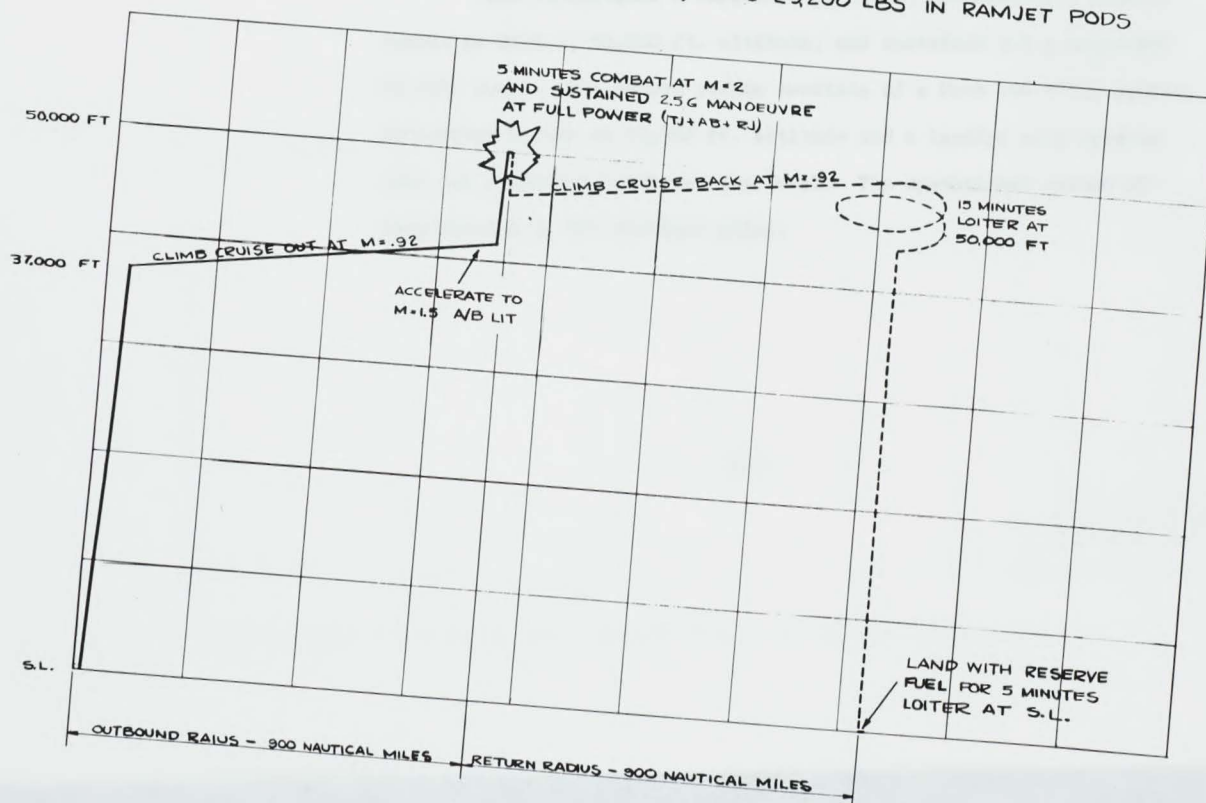 LBS IN RAMJET PODS
5 MINUTES COMBAT AT M=2
AND SUSTAINED 2.5G MANOEUVRE
AT FULL POWER (TJ+AB+RJ)
50,000 FT
CLIMB CRUISE BACK AT M=.92
15 MINUTES
LOITER AT
50,000 FT
CLIMB CRUISE OUT AT M=.92
37,000 FT
ACCELERATE TO
M=1.5 A/B LIT
S.L.
LAND WITH RESERVE
FUEL FOR 5 MINUTES
LOITER AT S.L.
OUTBOUND RAIUS - 900 NAUTICAL MILES
RETURN RADIUS - 900 NAUTICAL MILES